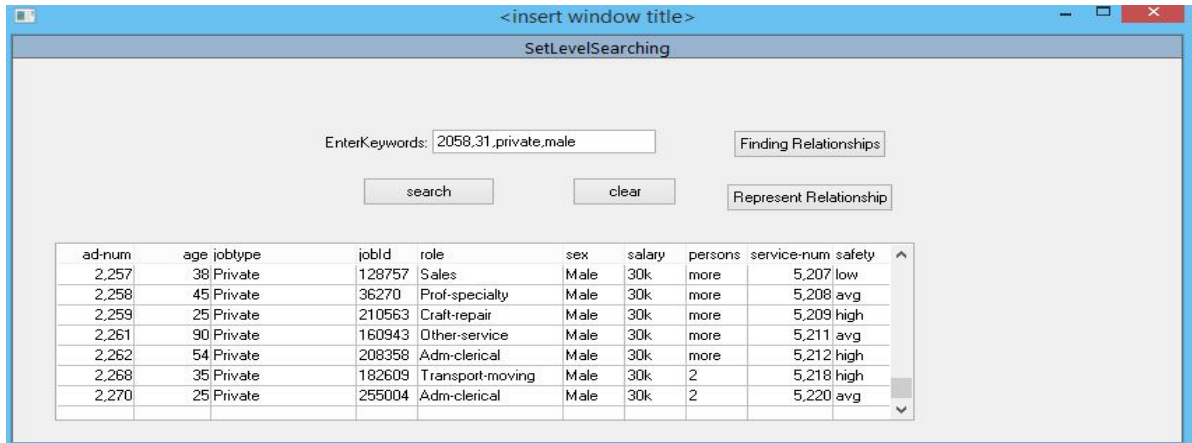 <insert window title>
SetLevelSearching
EnterKeywords: 2058,31,private,male
Finding Relationships
search clear
Represent Relationship
ad-num age jobtype jobId role sex salary persons service-num safety
2,257 38 Private 128757 Sales Male 30k more 5,207 low
2,258 45 Private 36270 Prof-specialty Male 30k more 5,208 avg
2,259 25 Private 210563 Craft-repair Male 30k more 5,209 high
2,261 90 Private 160943 Other-service Male 30k more 5,211 avg
2,262 54 Private 208358 Adm-clerical Male 30k more 5,212 high
2,268 35 Private 182609 Transport-moving Male 30k 2 5,218 high
2,270 25 Private 255004 Adm-clerical Male 30k 2 5,220 avg